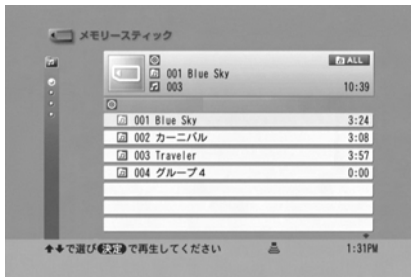 メモリースティック
001 Blue Sky
ALL
003
10:39
001 Blue Sky 3:24
002 カーニバル 3:08
003 Traveler 3:57
004 グループ4 0:00
で選び 決定 で再生してください 1:31PM